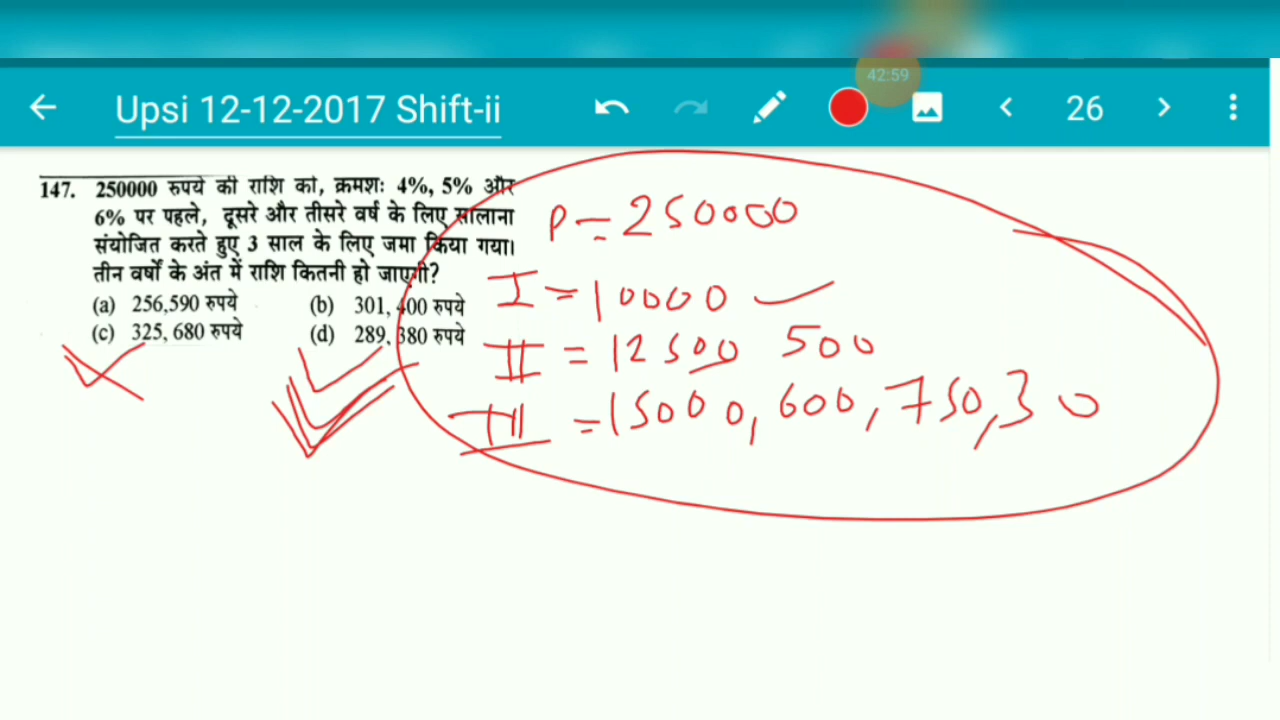 42:59
Upsi 12-12-2017 Shift-ii
26
147. 250000 रुपये की राशि को, क्रमशः 4%, 5% और
6% पर पहले, दूसरे और तीसरे वर्ष के लिए सालाना
संयोजित करते हुए 3 साल के लिए जमा किया गया।
तीन वर्षों के अंत में राशि कितनी हो जाएगी?
(a) 256,590 रुपये (b) 301,400 रुपये
(c) 325, 680 रुपये (d) 289,380 रुपये
P = 250000
I = 10000
II = 12500 500
III = 15000, 600, 750, 30